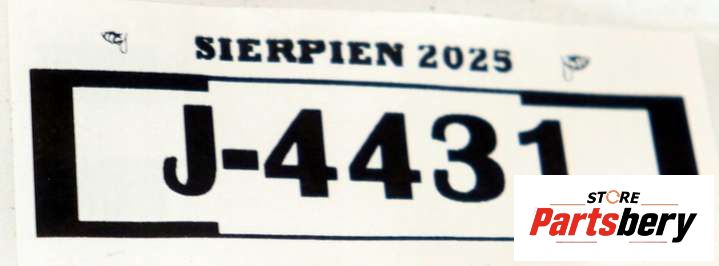 SIERPIEN 2025
J-4431
STORE
Partsbery